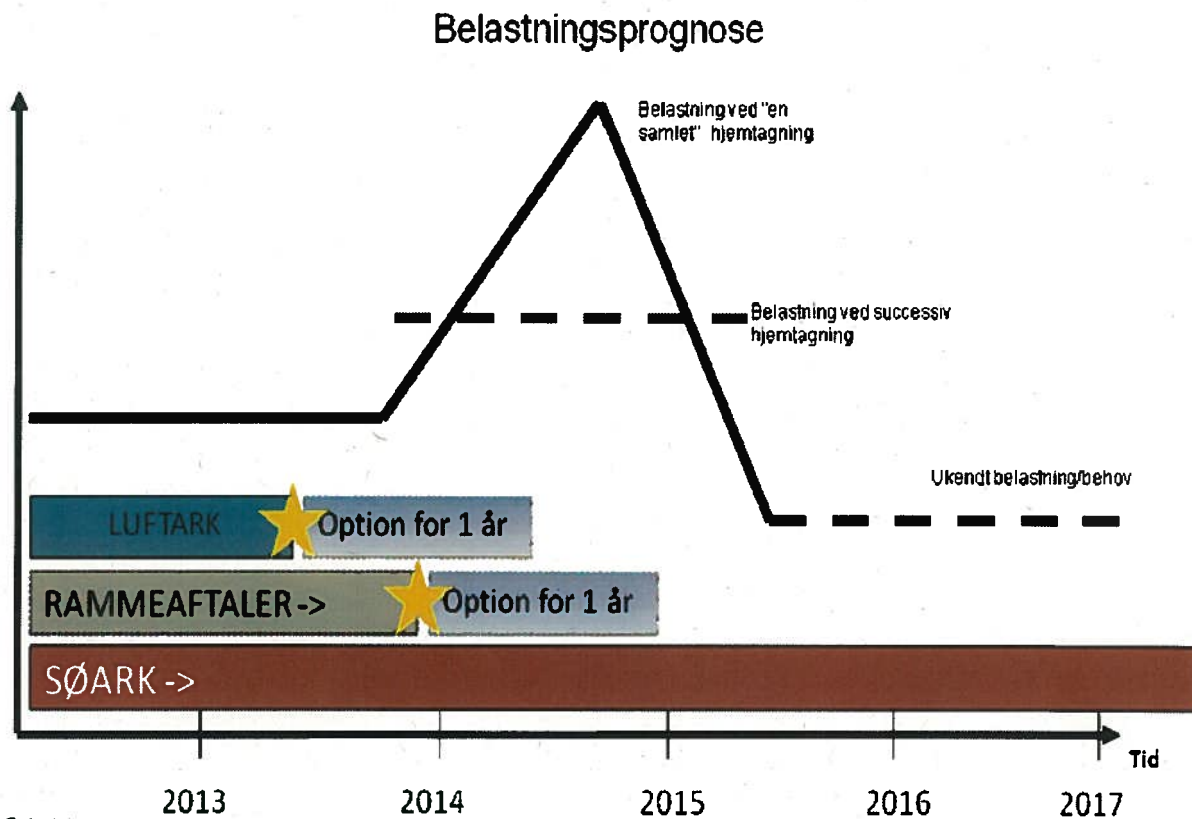 Belastningsprognose
Belastning ved "en
samlet" hjemtagning
Belastning ved successiv
hjemtagning
Ukendt belastning/behov
LUFTARK
Option for 1 år
RAMMEAFTALER ->
Option for 1 år
SØARK ->
Tid
2013
2014
2015
2016
2017